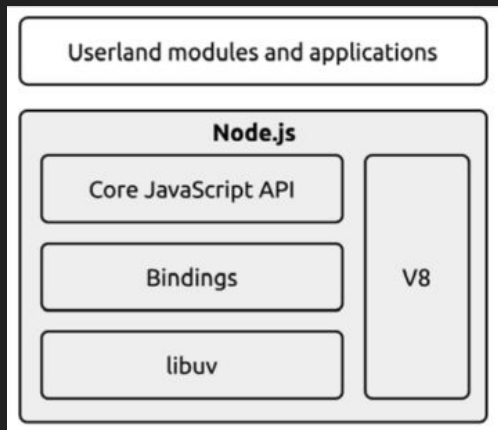 Userland modules and applications
Node.js
Core JavaScript API
Bindings
V8
libuv